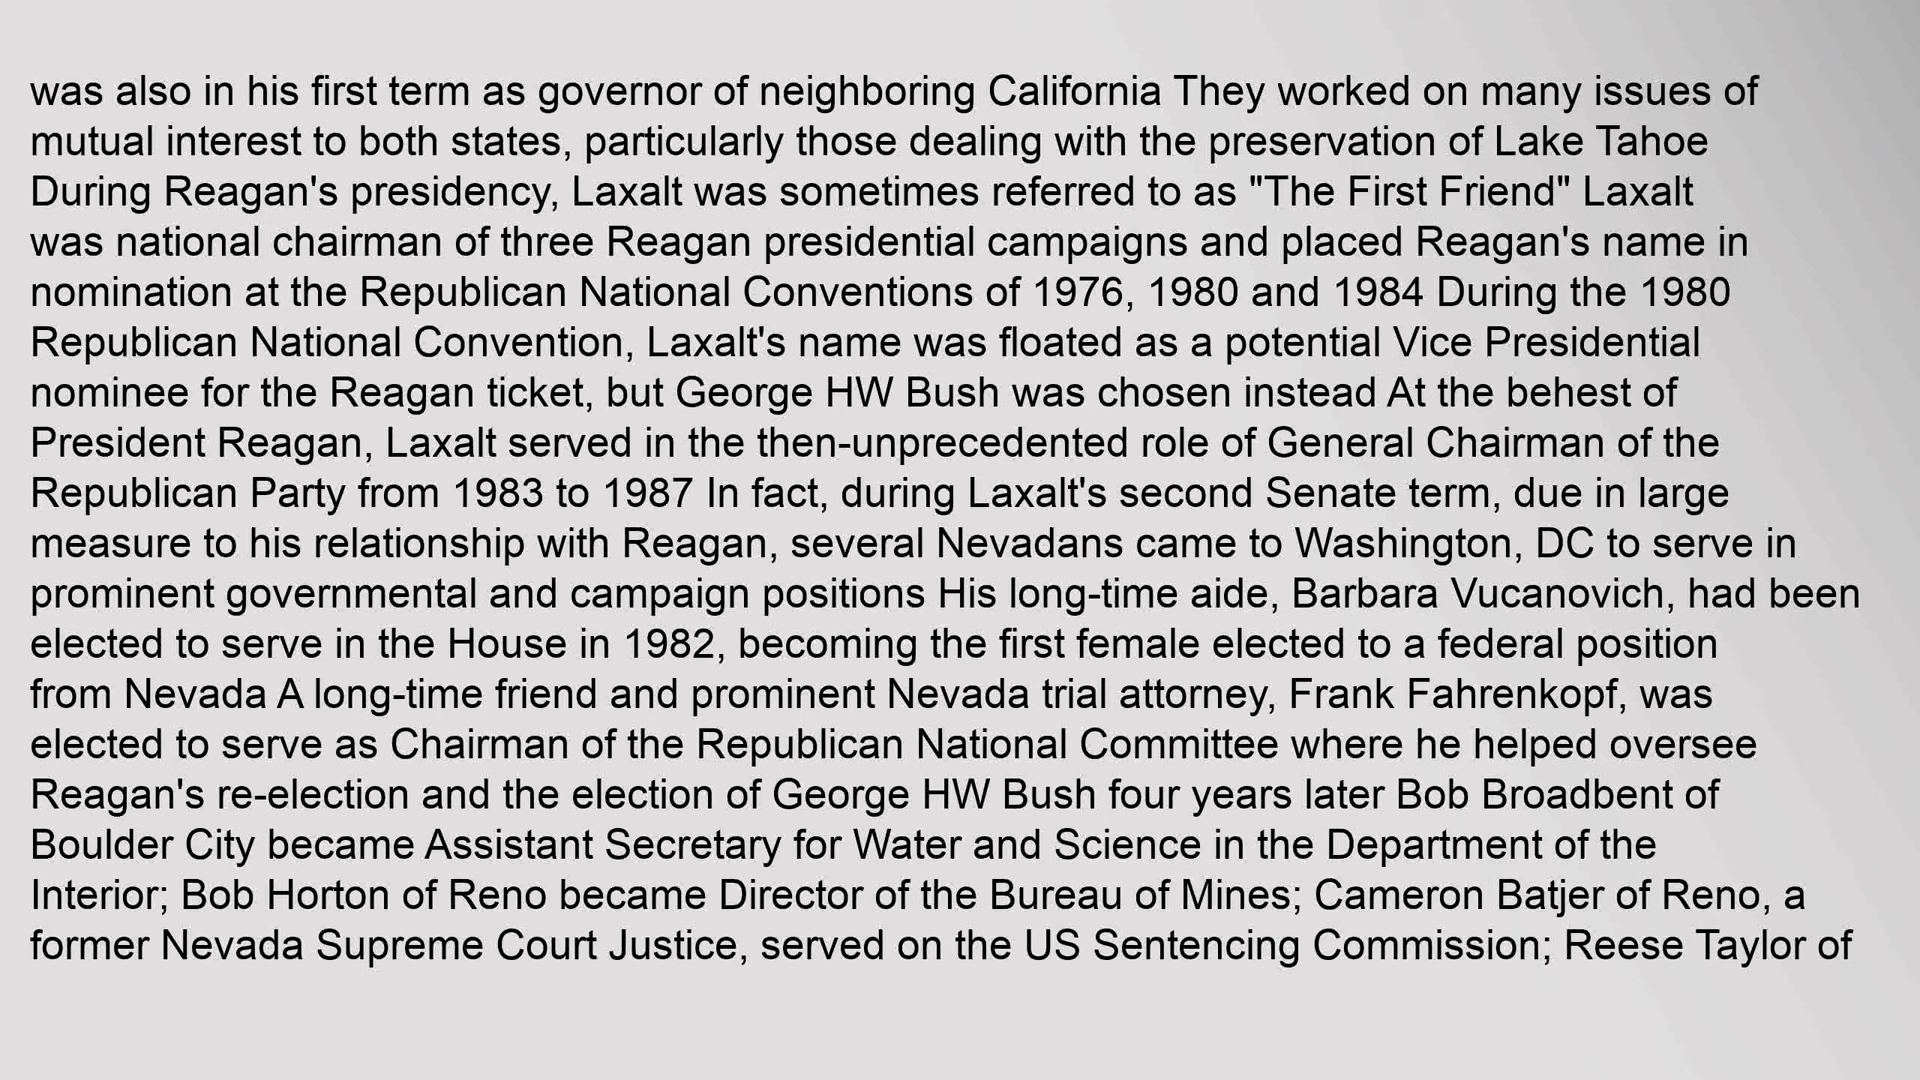 was also in his first term as governor of neighboring California They worked on many issues of
mutual interest to both states, particularly those dealing with the preservation of Lake Tahoe
During Reagan's presidency, Laxalt was sometimes referred to as "The First Friend" Laxalt
was national chairman of three Reagan presidential campaigns and placed Reagan's name in
nomination at the Republican National Conventions of 1976, 1980 and 1984 During the 1980
Republican National Convention, Laxalt's name was floated as a potential Vice Presidential
nominee for the Reagan ticket, but George HW Bush was chosen instead At the behest of
President Reagan, Laxalt served in the then-unprecedented role of General Chairman of the
Republican Party from 1983 to 1987 In fact, during Laxalt's second Senate term, due in large
measure to his relationship with Reagan, several Nevadans came to Washington, DC to serve in
prominent governmental and campaign positions His long-time aide, Barbara Vucanovich, had been
elected to serve in the House in 1982, becoming the first female elected to a federal position
from Nevada A long-time friend and prominent Nevada trial attorney, Frank Fahrenkopf, was
elected to serve as Chairman of the Republican National Committee where he helped oversee
Reagan's re-election and the election of George HW Bush four years later Bob Broadbent of
Boulder City became Assistant Secretary for Water and Science in the Department of the
Interior; Bob Horton of Reno became Director of the Bureau of Mines; Cameron Batjer of Reno, a
former Nevada Supreme Court Justice, served on the US Sentencing Commission; Reese Taylor of